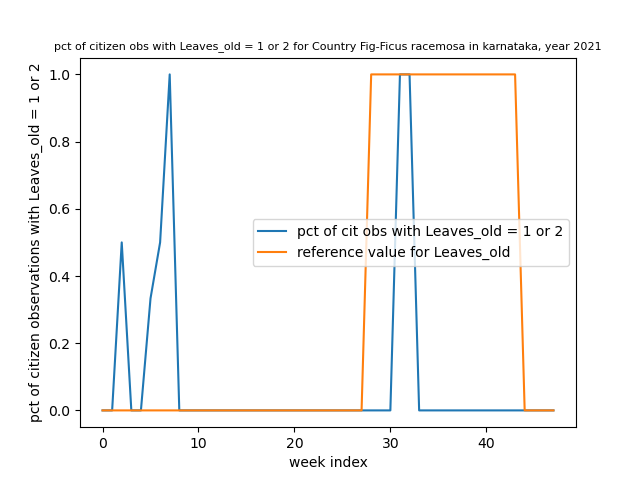 pct of citizen obs with Leaves_old = 1 or 2 for Country Fig-Ficus racemosa in karnataka, year 2021
pct of citizen observations with Leaves_old = 1 or 2
1.0
0.8
0.6
0.4
0.2
0.0
pct of cit obs with Leaves_old = 1 or 2
reference value for Leaves_old
0 10 20 30 40
week index